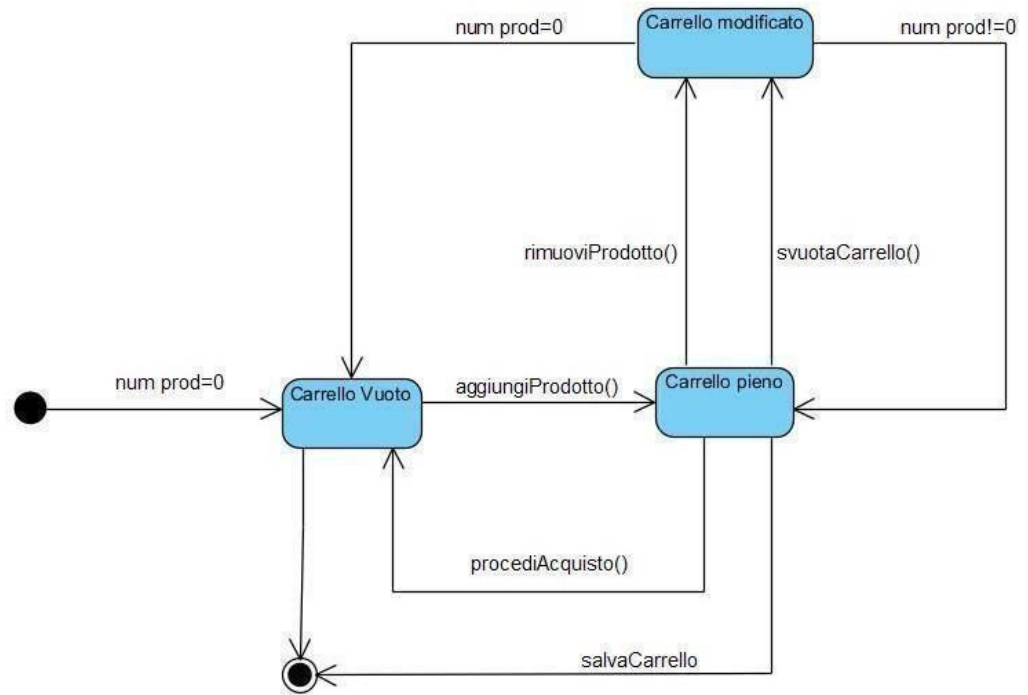 num prod=0
Carrello modificato
num prod!=0
rimuoviProdotto()
svuotaCarrello()
num prod=0
Carrello Vuoto
aggiungiProdotto()
Carrello pieno
procediAcquisto()
salvaCarrello